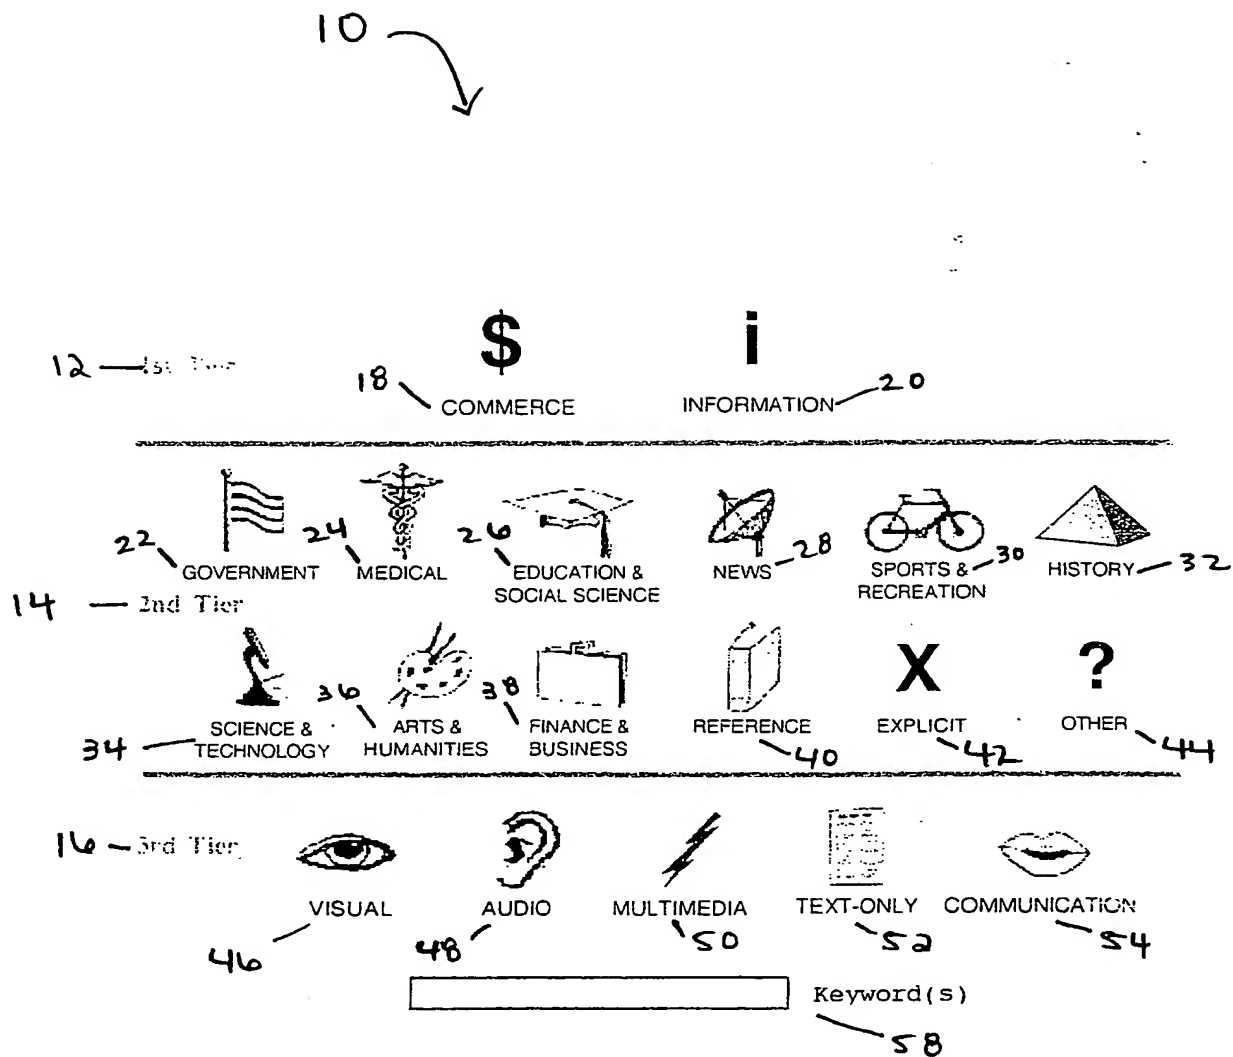 10
$ i
12 1st Tier
18 COMMERCE INFORMATION 20
22 GOVERNMENT 24 MEDICAL 26 EDUCATION & SOCIAL SCIENCE NEWS 28 SPORTS & RECREATION 30 HISTORY 32
14 2nd Tier
X ?
34 SCIENCE & TECHNOLOGY 36 ARTS & HUMANITIES 38 FINANCE & BUSINESS REFERENCE 40 EXPLICIT 42 OTHER 44
16 3rd Tier
VISUAL AUDIO MULTIMEDIA TEXT-ONLY COMMUNICATION
46 48 50 52 54
Keyword(s)
58